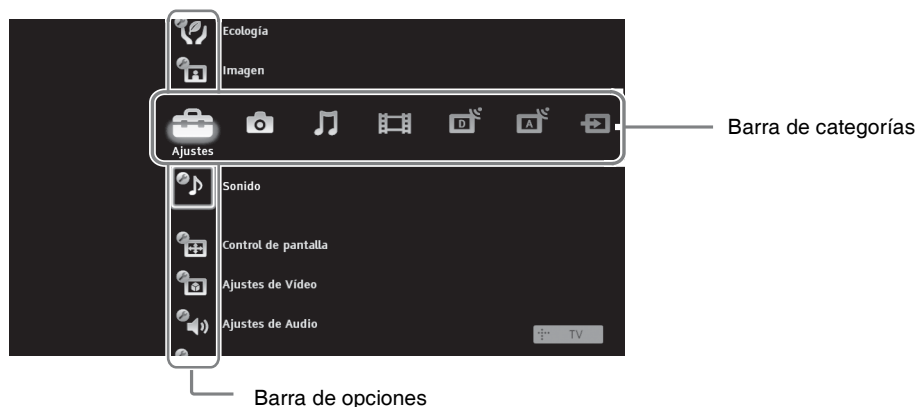 Ecología
Imagen
D
A
Barra de categorías
Ajustes
Sonido
Control de pantalla
Ajustes de Vídeo
Ajustes de Audio
TV
Barra de opciones